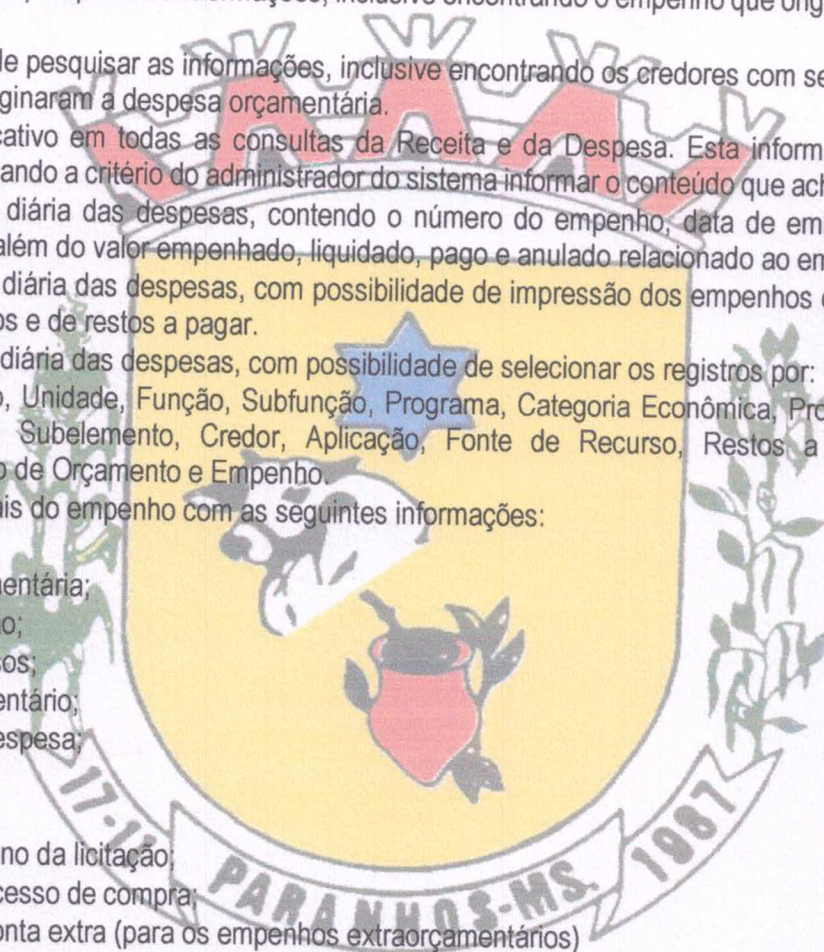 encontrando o empenho que
de pesquisar as informações, inclusive encontrando os credores com
ginaram a despesa orçamentária.
cativo em todas as consultas da Receita e da Despesa. Esta inform
ando a critério do administrador do sistema informar o conteúdo que
diária das despesas, contendo o número do empenho, data de em
além do valor empenhado, liquidado, pago e anulado relacionado ao em
diária das despesas, com possibilidade de impressão dos empenhos
os e de restos a pagar.
diária das despesas, com possibilidade de selecionar os registros por:
o, Unidade, Função, Subfunção, Programa, Categoria Econômica, Pro
Subelemento, Credor, Aplicação, Fonte de Recurso, Restos a
o de Orçamento e Empenho.
is do empenho com as seguintes informações:
entária;
o;
sos;
entário;
espesa;
no da licitação;
cesso de compra;
onta extra (para os empenhos extraorçamentários)
17-11
PARANHOS-MS.
1987